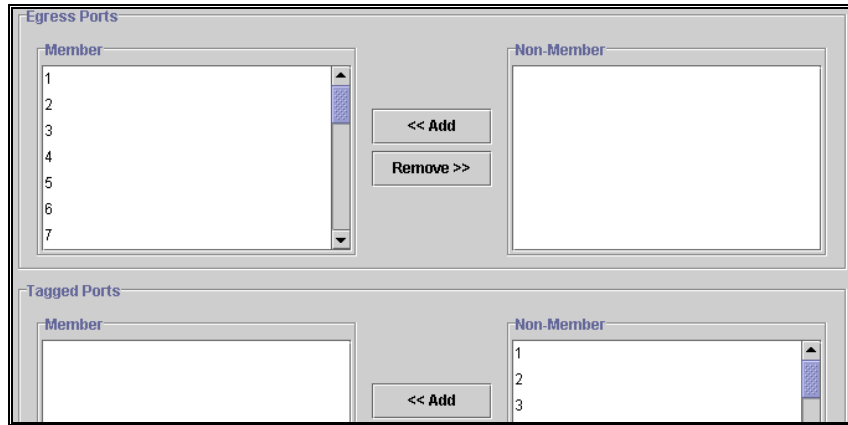 Egress Ports
Member
1
2
3
4
5
6
7
<< Add
Remove >>
Non-Member
Tagged Ports
Member
<< Add
Non-Member
1
2
3